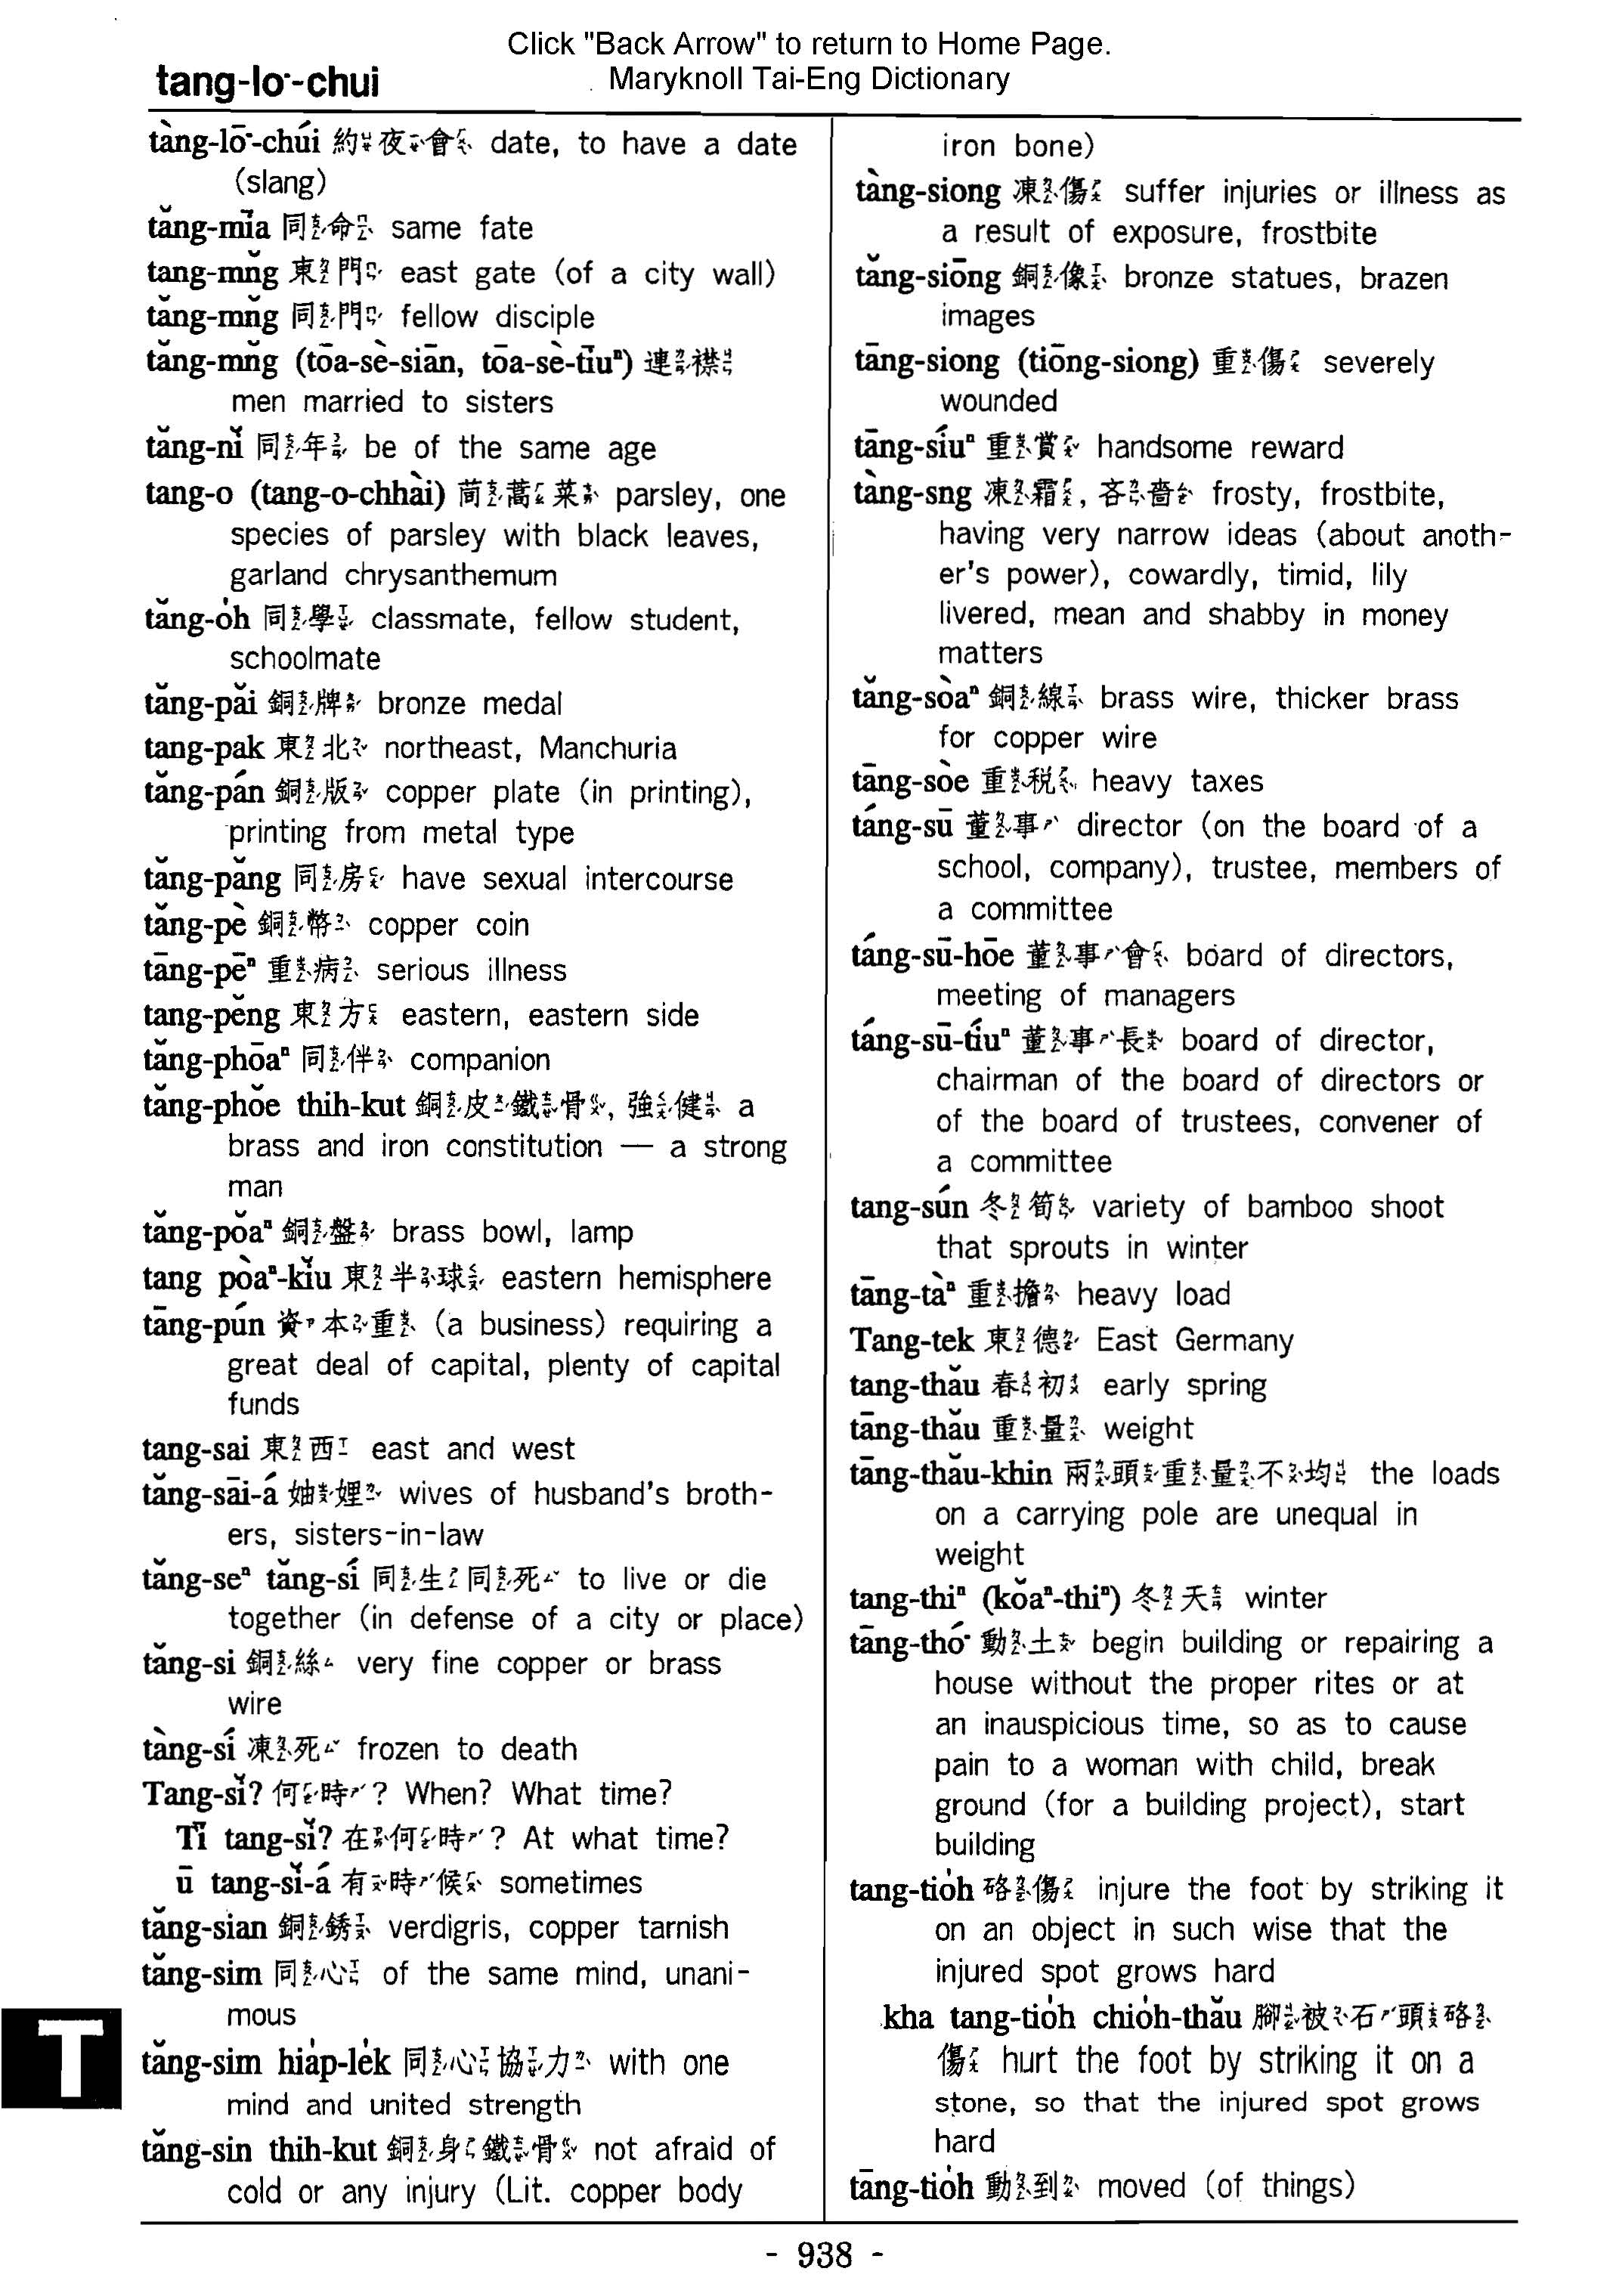 Click "Back Arrow" to return to Home Page.
tang-lo͘-chui
Maryknoll Tai-Eng Dictionary
tàng-lō͘-chúi 約夜會 date, to have a date
(slang)
tăng-mīa 同命 same fate
tang-mn̆g 東門 east gate (of a city wall)
tăng-mn̆g 同門 fellow disciple
tăng-mn̆g (tōa-sè-siān, tōa-sè-tīuⁿ) 連襟
men married to sisters
tăng-nĭ 同年 be of the same age
tang-o (tang-o-chhài) 茼蒿菜 parsley, one
species of parsley with black leaves,
garland chrysanthemum
tăng-o̍h 同學 classmate, fellow student,
schoolmate
tăng-păi 銅牌 bronze medal
tang-pak 東北 northeast, Manchuria
tăng-pán 銅版 copper plate (in printing),
printing from metal type
tăng-păng 同房 have sexual intercourse
tăng-pè 銅幣 copper coin
tāng-pēⁿ 重病 serious illness
tang-pĕng 東方 eastern, eastern side
tăng-phōaⁿ 同伴 companion
tăng-phŏe thih-kut 銅皮鐵骨, 強健 a
brass and iron constitution — a strong
man
tăng-pŏaⁿ 銅盤 brass bowl, lamp
tang pòaⁿ-kĭu 東半球 eastern hemisphere
tāng-pún 資本重 (a business) requiring a
great deal of capital, plenty of capital
funds
tang-sai 東西 east and west
tăng-sāi-á 妯娌 wives of husband's broth-
ers, sisters-in-law
tăng-seⁿ tăng-sí 同生同死 to live or die
together (in defense of a city or place)
tăng-si 銅絲 very fine copper or brass
wire
tàng-sí 凍死 frozen to death
Tang-sĭ? 何時? When? What time?
Tī tang-sĭ? 在何時? At what time?
ū tang-sĭ-á 有時候 sometimes
tăng-sian 銅銹 verdigris, copper tarnish
tăng-sim 同心 of the same mind, unani-
mous
tăng-sim hia̍p-le̍k 同心協力 with one
mind and united strength
tăng-sin thih-kut 銅身鐵骨 not afraid of
cold or any injury (Lit. copper body
iron bone)
tàng-siong 凍傷 suffer injuries or illness as
a result of exposure, frostbite
tăng-siōng 銅像 bronze statues, brazen
images
tāng-siong (tiōng-siong) 重傷 severely
wounded
tāng-síuⁿ 重賞 handsome reward
tàng-sng 凍霜, 吝嗇 frosty, frostbite,
having very narrow ideas (about anoth-
er's power), cowardly, timid, lily
livered, mean and shabby in money
matters
tăng-sòaⁿ 銅線 brass wire, thicker brass
for copper wire
tāng-sòe 重税 heavy taxes
táng-sū 董事 director (on the board of a
school, company), trustee, members of
a committee
táng-sū-hōe 董事會 board of directors,
meeting of managers
táng-sū-tíuⁿ 董事長 board of director,
chairman of the board of directors or
of the board of trustees, convener of
a committee
tang-sún 冬筍 variety of bamboo shoot
that sprouts in winter
tāng-tàⁿ 重擔 heavy load
Tang-tek 東德 East Germany
tang-thău 春初 early spring
tāng-thău 重量 weight
tāng-thău-khin 兩頭重量不均 the loads
on a carrying pole are unequal in
weight
tang-thiⁿ (kŏaⁿ-thiⁿ) 冬天 winter
tāng-thó͘ 動土 begin building or repairing a
house without the proper rites or at
an inauspicious time, so as to cause
pain to a woman with child, break
ground (for a building project), start
building
tang-tio̍h 硌傷 injure the foot by striking it
on an object in such wise that the
injured spot grows hard
kha tang-tio̍h chio̍h-thău 腳被石頭硌
傷 hurt the foot by striking it on a
stone, so that the injured spot grows
hard
tāng-tio̍h 動到 moved (of things)
T
- 938 -